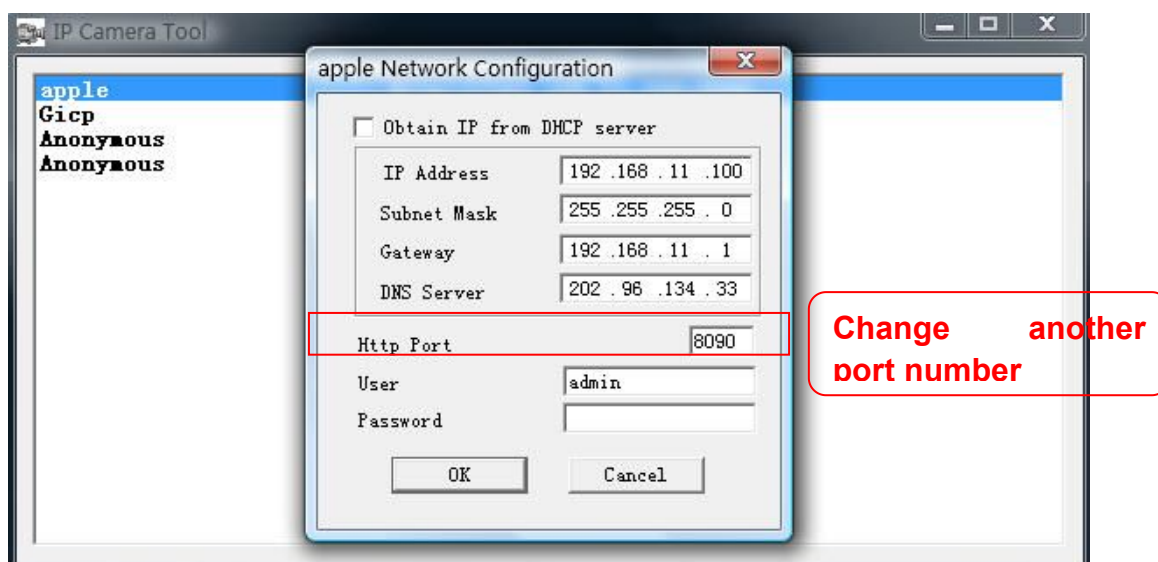 IP Camera Tool
apple Network Configuration
apple
Gicp
Anonymous
Anonymous
Obtain IP from DHCP server
IP Address 192 .168 . 11 .100
Subnet Mask 255 .255 .255 . 0
Gateway 192 .168 . 11 . 1
DNS Server 202 . 96 .134 . 33
Http Port 8090
User admin
Password
OK Cancel
Change another
port number